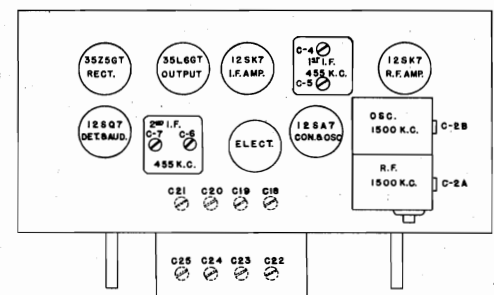 35Z5GT
RECT.
35L6GT
OUTPUT
12SK7
I.F. AMP.
C-4
1ST I.F.
455 K.C.
C-5
12SK7
R.F. AMP.
12SQ7
DET.&AUD.
2ND I.F.
C-7 C-6
455 K.C.
ELECT.
12SA7
CON.&OSC
OSC.
1500 K.C.
C-2B
R.F.
1500 K.C.
C-2A
C21 C20 C19 C18
C25 C24 C23 C22